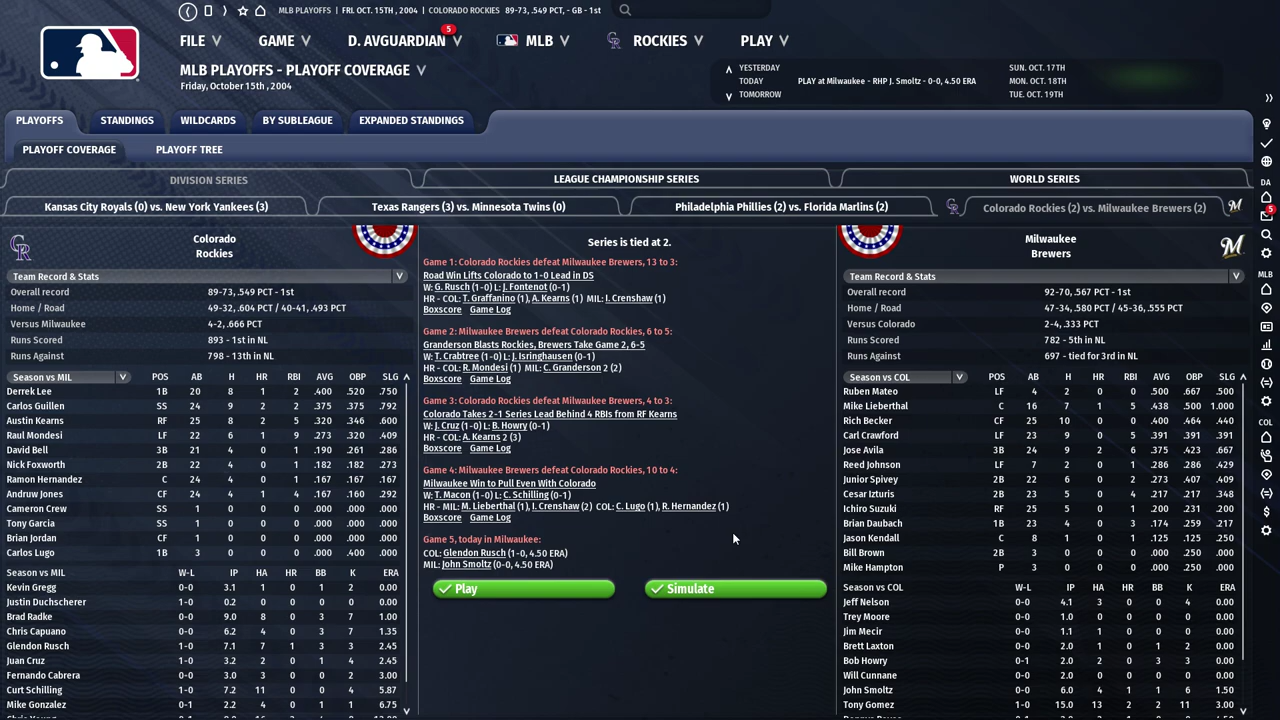 MLB PLAYOFFS | FRI. OCT. 15TH , 2004 | COLORADO ROCKIES 89-73, .549 PCT, - GB - 1st
FILE GAME D. AVGUARDIAN 5 MLB ROCKIES PLAY
MLB PLAYOFFS - PLAYOFF COVERAGE
Friday, October 15th , 2004
YESTERDAY
TODAY PLAY at Milwaukee - RHP J. Smoltz - 0-0, 4.50 ERA
TOMORROW
SUN. OCT. 17TH
MON. OCT. 18TH
TUE. OCT. 19TH
PLAYOFFS STANDINGS WILDCARDS BY SUBLEAGUE EXPANDED STANDINGS
PLAYOFF COVERAGE PLAYOFF TREE
DIVISION SERIES LEAGUE CHAMPIONSHIP SERIES WORLD SERIES
Kansas City Royals (0) vs. New York Yankees (3) Texas Rangers (3) vs. Minnesota Twins (0) Philadelphia Phillies (2) vs. Florida Marlins (2) Colorado Rockies (2) vs. Milwaukee Brewers (2)
Colorado
Rockies
Team Record & Stats
Overall record 89-73, .549 PCT - 1st
Home / Road 49-32, .604 PCT / 40-41, .493 PCT
Versus Milwaukee 4-2, .666 PCT
Runs Scored 893 - 1st in NL
Runs Against 798 - 13th in NL
Season vs MIL POS AB H HR RBI AVG OBP SLG
Derrek Lee 1B 20 8 1 2 .400 .520 .750
Carlos Guillen SS 24 9 2 2 .375 .375 .792
Austin Kearns RF 25 8 2 5 .320 .346 .600
Raul Mondesi LF 22 6 1 9 .273 .320 .409
David Bell 3B 21 4 0 1 .190 .261 .286
Nick Foxworth 2B 22 4 0 1 .182 .182 .273
Ramon Hernandez C 24 4 0 1 .167 .167 .167
Andruw Jones CF 24 4 1 4 .167 .160 .292
Cameron Crew SS 1 0 0 0 .000 .000 .000
Tony Garcia SS 1 0 0 0 .000 .000 .000
Brian Jordan CF 1 0 0 0 .000 .000 .000
Carlos Lugo 1B 3 0 0 0 .000 .400 .000
Season vs MIL W-L IP HA HR BB K ERA
Kevin Gregg 0-0 3.1 1 0 1 2 0.00
Justin Duchscherer 1-0 0.2 0 0 0 0 0.00
Brad Radke 0-0 9.0 8 0 3 7 1.00
Chris Capuano 0-0 6.2 4 0 3 7 1.35
Glendon Rusch 1-0 7.1 7 1 3 3 2.45
Juan Cruz 1-0 3.2 2 0 1 4 2.45
Fernando Cabrera 0-0 3.0 3 0 0 2 3.00
Curt Schilling 1-0 7.2 11 0 0 4 5.87
Mike Gonzalez 0-1 2.2 4 0 1 1 6.75
Series is tied at 2.
Game 1: Colorado Rockies defeat Milwaukee Brewers, 13 to 3:
Road Win Lifts Colorado to 1-0 Lead in DS
W: G. Rusch (1-0) L: J. Fontenot (0-1)
HR - COL: T. Graffanino (1), A. Kearns (1) MIL: I. Crenshaw (1)
Boxscore Game Log
Game 2: Milwaukee Brewers defeat Colorado Rockies, 6 to 5:
Granderson Blasts Rockies, Brewers Take Game 2, 6-5
W: T. Crabtree (1-0) L: J. Isringhausen (0-1)
HR - COL: R. Mondesi (1) MIL: C. Granderson 2 (2)
Boxscore Game Log
Game 3: Colorado Rockies defeat Milwaukee Brewers, 4 to 3:
Colorado Takes 2-1 Series Lead Behind 4 RBIs from RF Kearns
W: J. Cruz (1-0) L: B. Howry (0-1)
HR - COL: A. Kearns 2 (3)
Boxscore Game Log
Game 4: Milwaukee Brewers defeat Colorado Rockies, 10 to 4:
Milwaukee Win to Pull Even With Colorado
W: T. Macon (1-0) L: C. Schilling (0-1)
HR - MIL: M. Lieberthal (1), I. Crenshaw (2) COL: C. Lugo (1), R. Hernandez (1)
Boxscore Game Log
Game 5, today in Milwaukee:
COL: Glendon Rusch (1-0, 4.50 ERA)
MIL: John Smoltz (0-0, 4.50 ERA)
Play Simulate
Milwaukee
Brewers
Team Record & Stats
Overall record 92-70, .567 PCT - 1st
Home / Road 47-34, .580 PCT / 45-36, .555 PCT
Versus Colorado 2-4, .333 PCT
Runs Scored 782 - 5th in NL
Runs Against 697 - tied for 3rd in NL
Season vs COL POS AB H HR RBI AVG OBP SLG
Ruben Mateo LF 4 2 0 0 .500 .667 .500
Mike Lieberthal C 16 7 1 5 .438 .500 1.000
Rich Becker CF 25 10 0 0 .400 .464 .440
Carl Crawford LF 23 9 0 5 .391 .391 .391
Jose Avila 3B 24 9 2 6 .375 .423 .667
Reed Johnson LF 7 2 0 1 .286 .286 .429
Junior Spivey 2B 22 6 0 2 .273 .407 .409
Cesar Izturis 2B 23 5 0 4 .217 .217 .348
Ichiro Suzuki RF 25 5 0 0 .200 .231 .200
Brian Daubach 1B 23 4 0 3 .174 .259 .217
Jason Kendall C 8 1 0 1 .125 .125 .250
Bill Brown 2B 3 0 0 0 .000 .250 .000
Mike Hampton P 3 0 0 0 .000 .250 .000
Season vs COL W-L IP HA HR BB K ERA
Jeff Nelson 0-0 4.1 3 0 0 4 0.00
Trey Moore 0-0 1.0 0 0 0 0 0.00
Jim Mecir 0-0 1.1 1 0 0 0 0.00
Brett Laxton 0-0 2.0 1 0 1 2 0.00
Bob Howry 0-1 2.0 2 0 3 3 0.00
Will Cunnane 0-0 2.0 0 0 0 0 0.00
John Smoltz 0-0 6.0 4 1 1 6 1.50
Tony Gomez 1-0 15.0 13 2 2 11 3.00
DA
5
MLB
COL